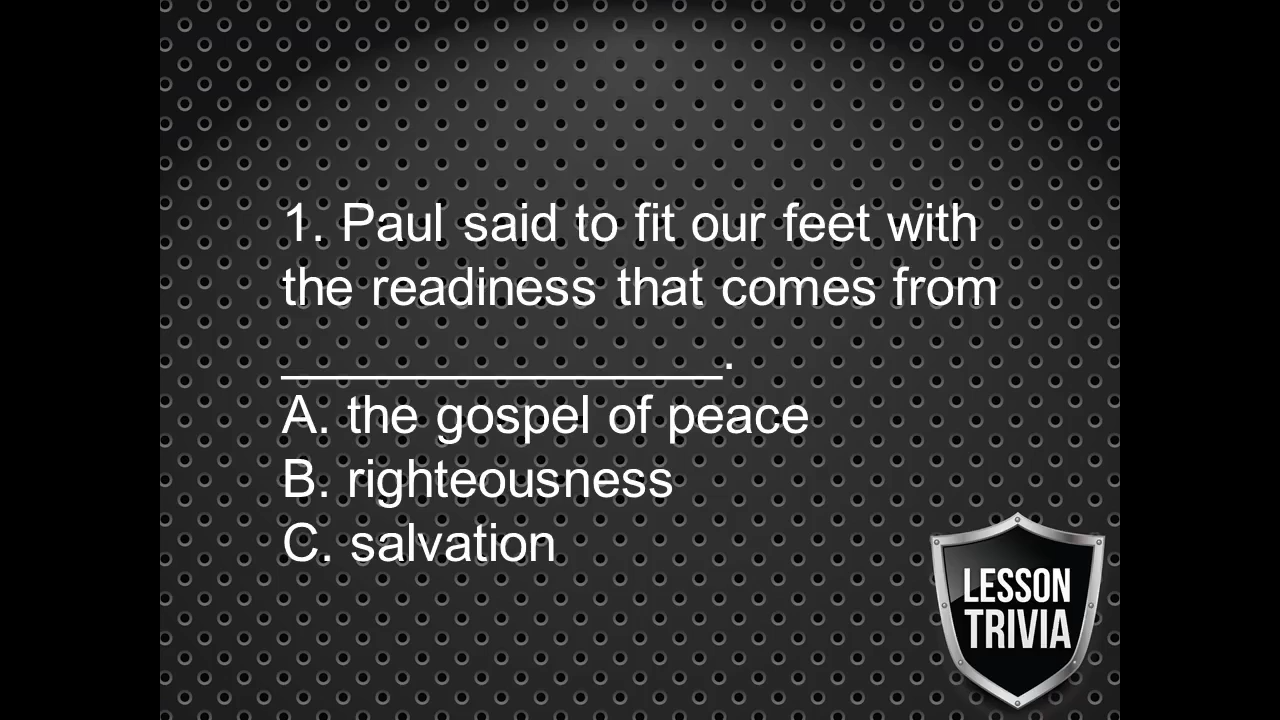 1. Paul said to fit our feet with
the readiness that comes from
________________.
A. the gospel of peace
B. righteousness
C. salvation
LESSON
TRIVIA